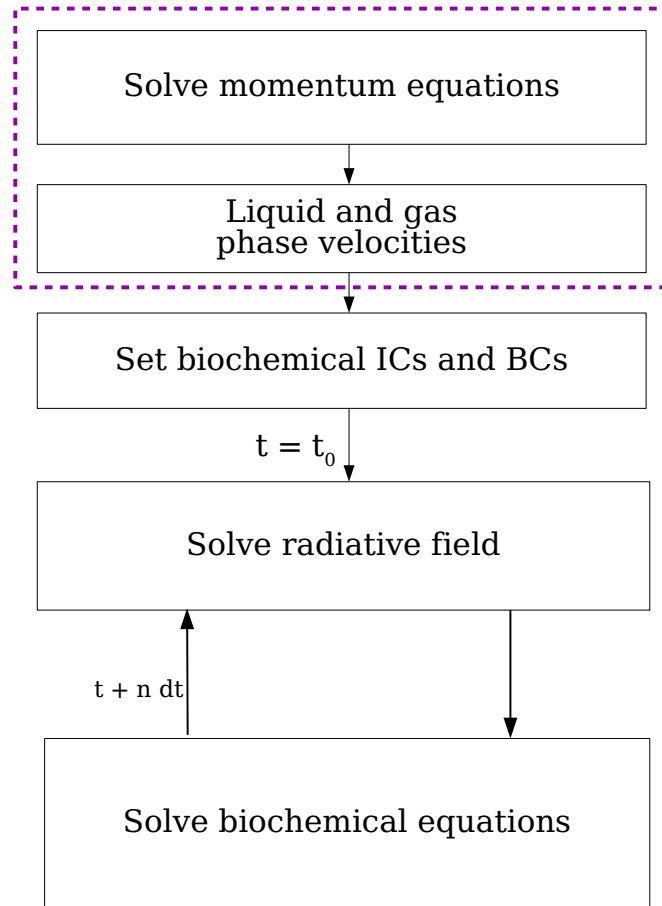 Solve momentum equations
Liquid and gas
phase velocities
Set biochemical ICs and BCs
t = t₀
Solve radiative field
t + n dt
Solve biochemical equations